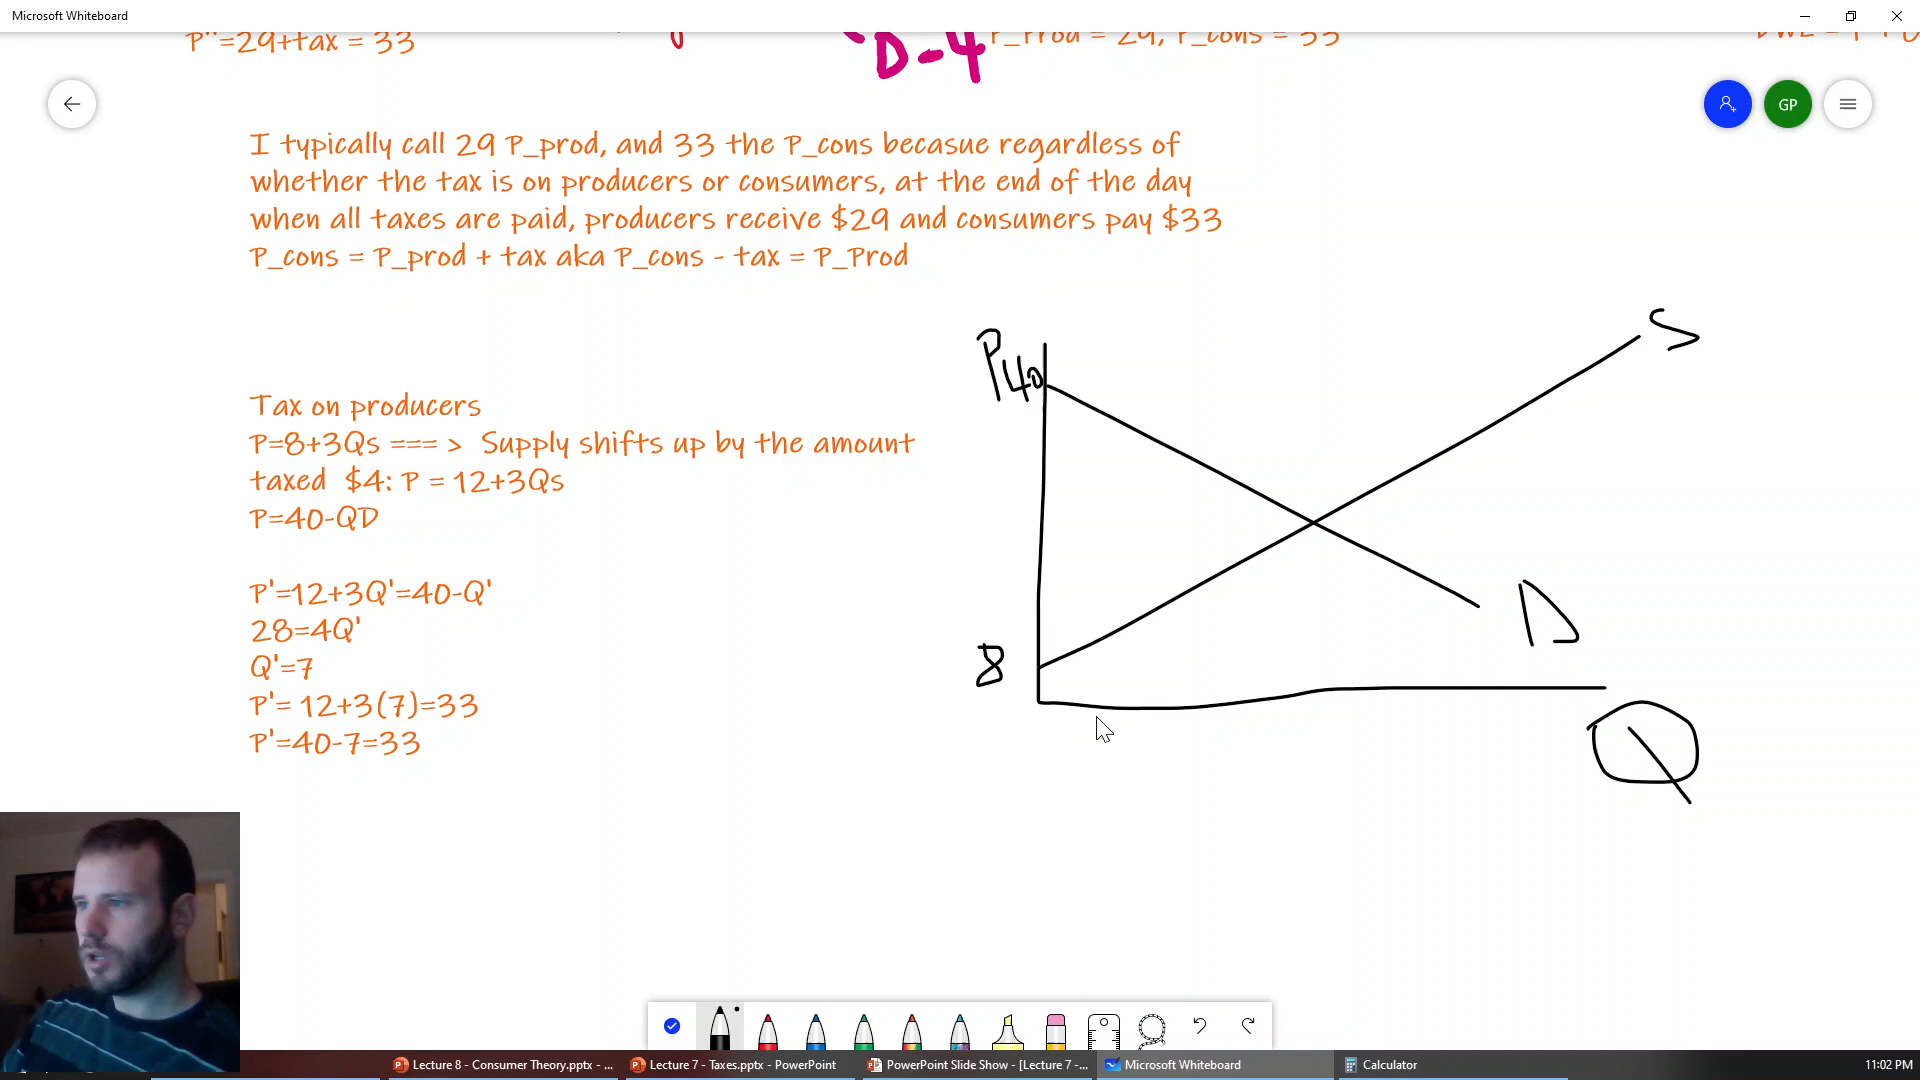 Microsoft Whiteboard
P''=29+tax = 33
D-4
P_Prod = 29, P_cons = 33
GP
I typically call 29 P_prod, and 33 the P_cons becasue regardless of
whether the tax is on producers or consumers, at the end of the day
when all taxes are paid, producers receive $29 and consumers pay $33
P_cons = P_prod + tax aka P_cons - tax = P_Prod
S
P
40
Tax on producers
P=8+3Qs === > Supply shifts up by the amount
taxed $4: P = 12+3Qs
P=40-QD
D
P'=12+3Q'=40-Q'
28=4Q'
8
Q'=7
P'= 12+3(7)=33
P'=40-7=33
Q
Lecture 8 - Consumer Theory.pptx - ...
Lecture 7 - Taxes.pptx - PowerPoint
PowerPoint Slide Show - [Lecture 7 -...
Microsoft Whiteboard
Calculator
11:02 PM